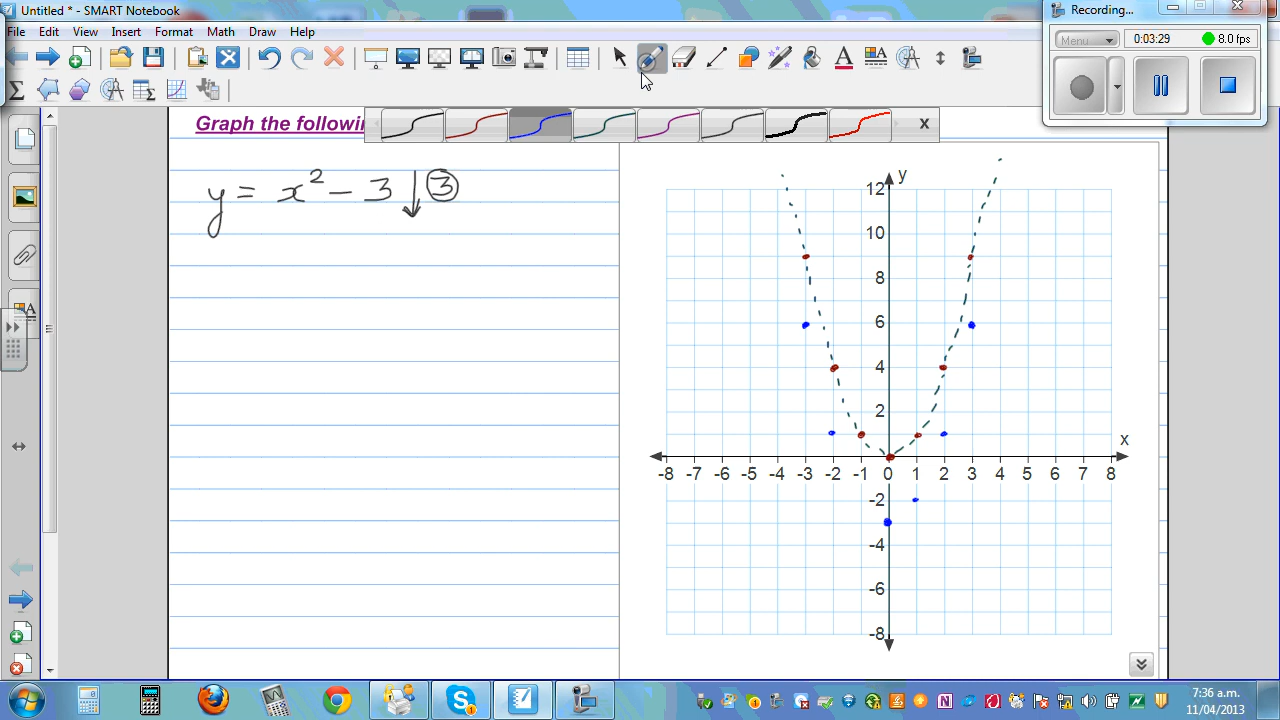 Untitled * - SMART Notebook
File Edit View Insert Format Math Draw Help
Recording...
Menu
0:03:29
8.0 fps
Graph the followin
x
y = x² - 3 ↓ ③
y
12
10
8
6
4
2
x
-8 -7 -6 -5 -4 -3 -2 -1 0 1 2 3 4 5 6 7 8
-2
-4
-6
-8
7:36 a.m.
11/04/2013